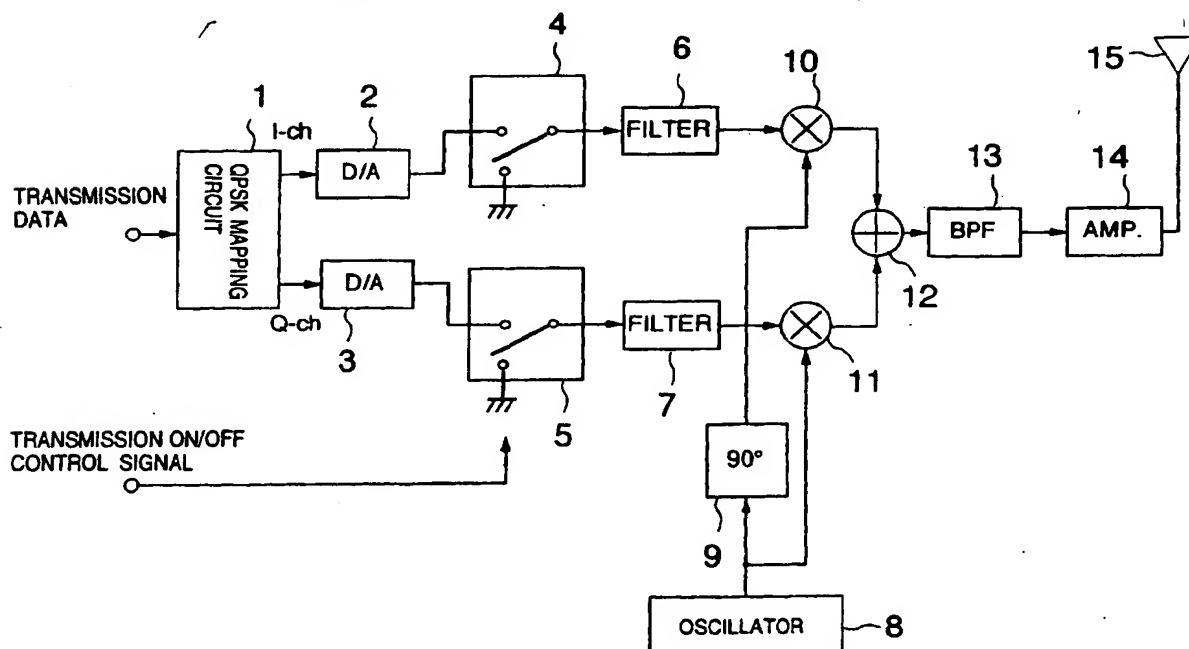 4
6
10
15
1
I-ch
2
13
14
FILTER
D/A
TRANSMISSION
DATA
QPSK MAPPING
CIRCUIT
BPF
AMP.
12
D/A
FILTER
Q-ch
3
11
5
7
TRANSMISSION ON/OFF
CONTROL SIGNAL
90°
9
OSCILLATOR
8